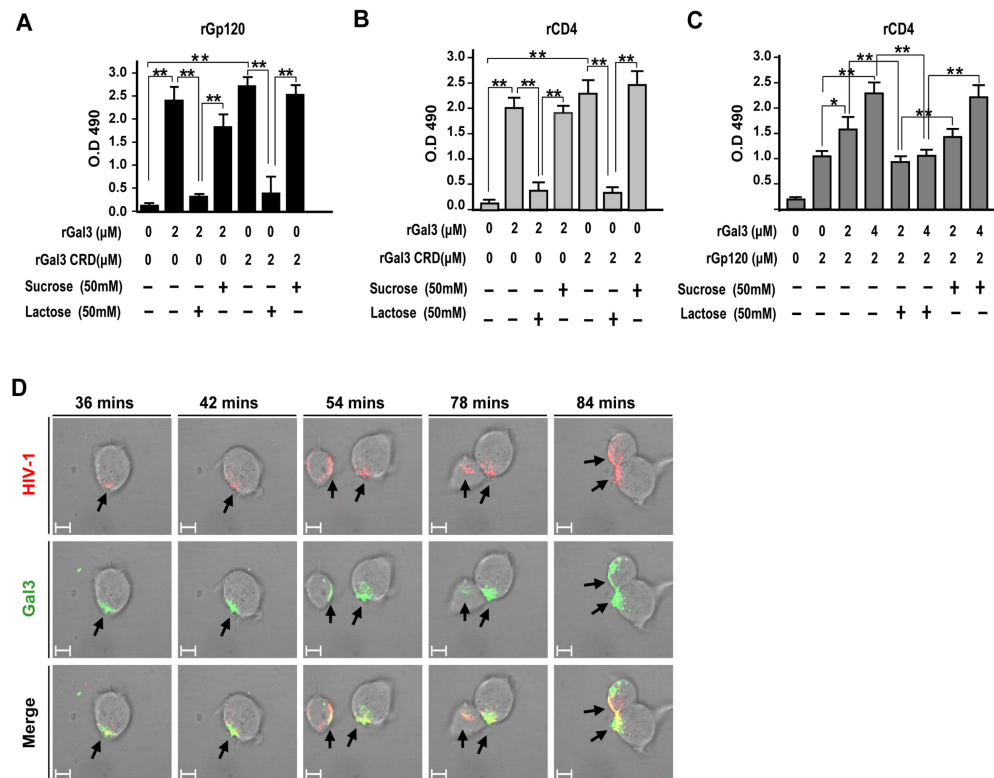 A
rGp120
** ** ** ** ** **
O.D 490
3.0
2.5
2.0
1.5
1.0
0.5
0.0
rGal3 (µM) 0 2 2 2 0 0 0
rGal3 CRD(µM) 0 0 0 0 2 2 2
Sucrose (50mM) − − − + − − +
Lactose (50mM) − − + − − + −
B
rCD4
** ** ** ** ** **
O.D 490
3.0
2.5
2.0
1.5
1.0
0.5
0.0
rGal3 (µM) 0 2 2 2 0 0 0
rGal3 CRD(µM) 0 0 0 0 2 2 2
Sucrose (50mM) − − − + − − +
Lactose (50mM) − − + − − + −
C
rCD4
** ** ** ** * **
O.D 490
3.0
2.5
2.0
1.5
1.0
0.5
rGal3 (µM) 0 0 2 4 2 4 2 4
rGp120 (µM) 0 2 2 2 2 2 2 2
Sucrose (50mM) − − − − − − + +
Lactose (50mM) − − − − + + − −
D
36 mins 42 mins 54 mins 78 mins 84 mins
HIV-1
Gal3
Merge